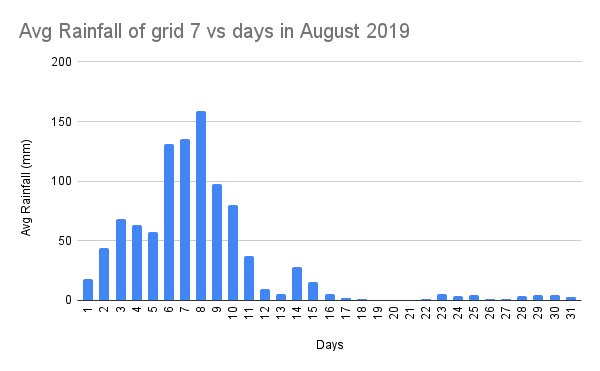 Avg Rainfall of grid 7 vs days in August 2019
200
150
100
50
0
Avg Rainfall (mm)
1 2 3 4 5 6 7 8 9 10 11 12 13 14 15 16 17 18 19 20 21 22 23 24 25 26 27 28 29 30 31
Days